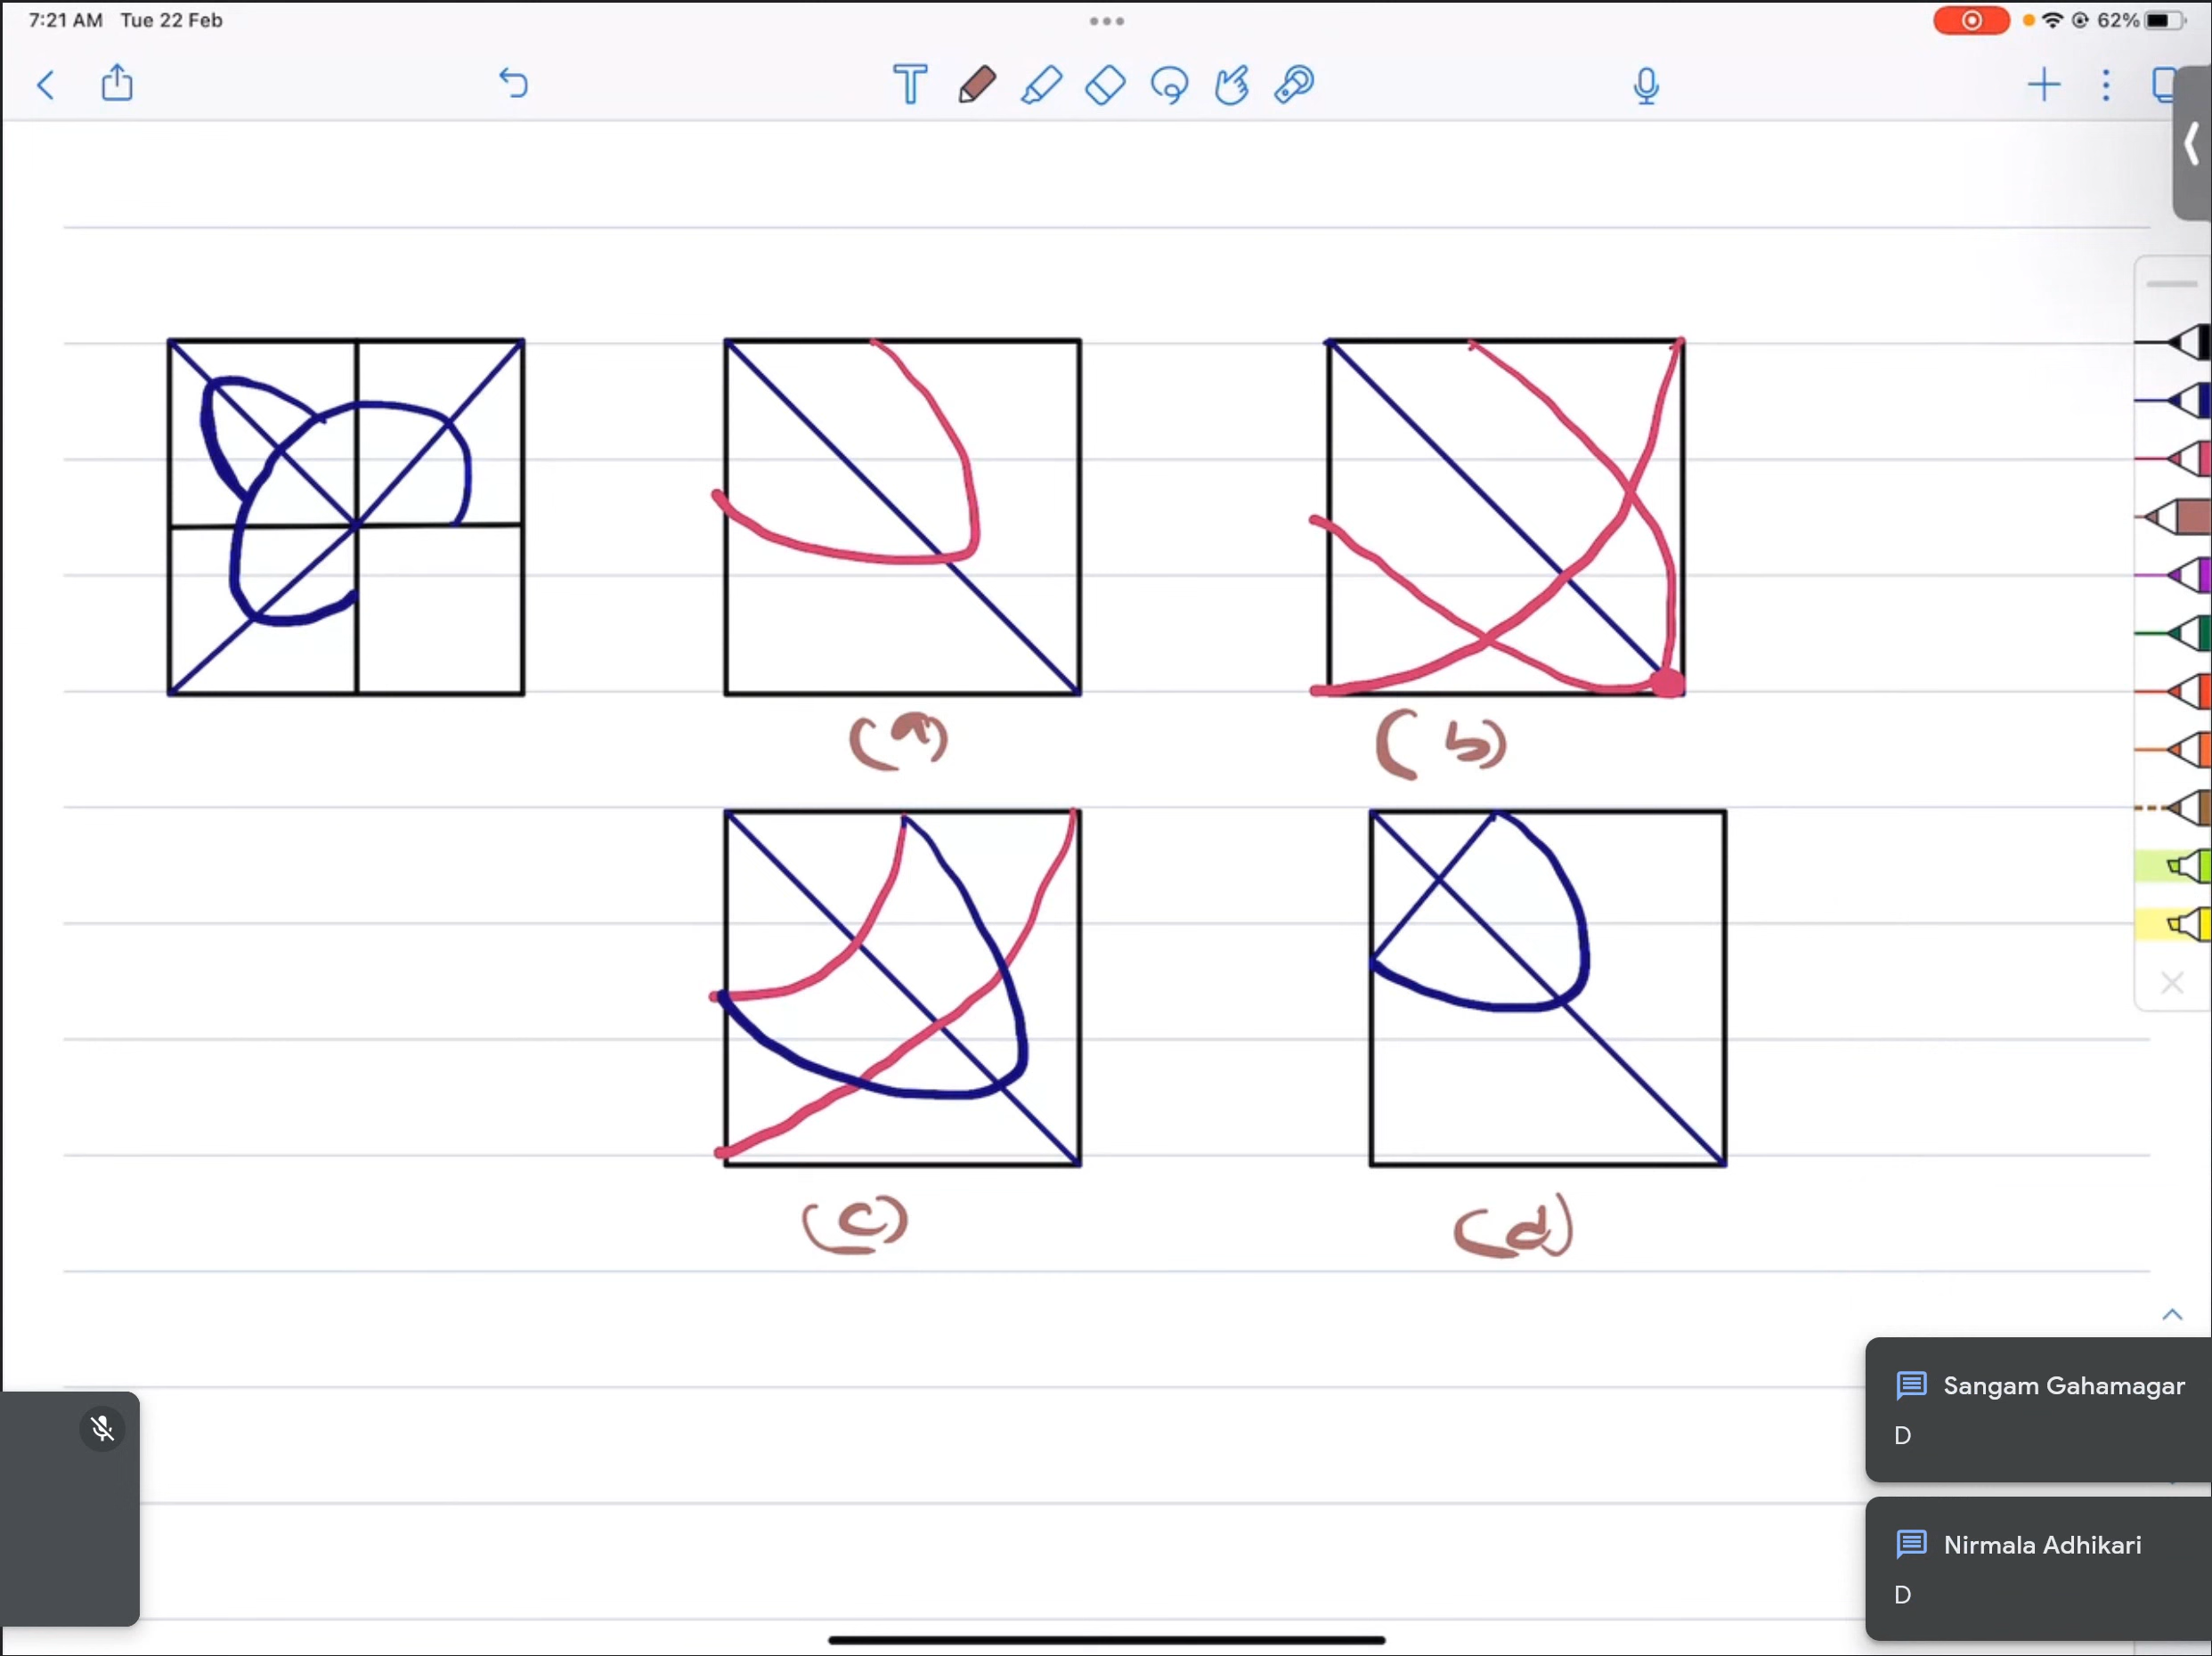 7:21 AM Tue 22 Feb
62%
T
(a)
(b)
(c)
(d)
Sangam Gahamagar
D
Nirmala Adhikari
D